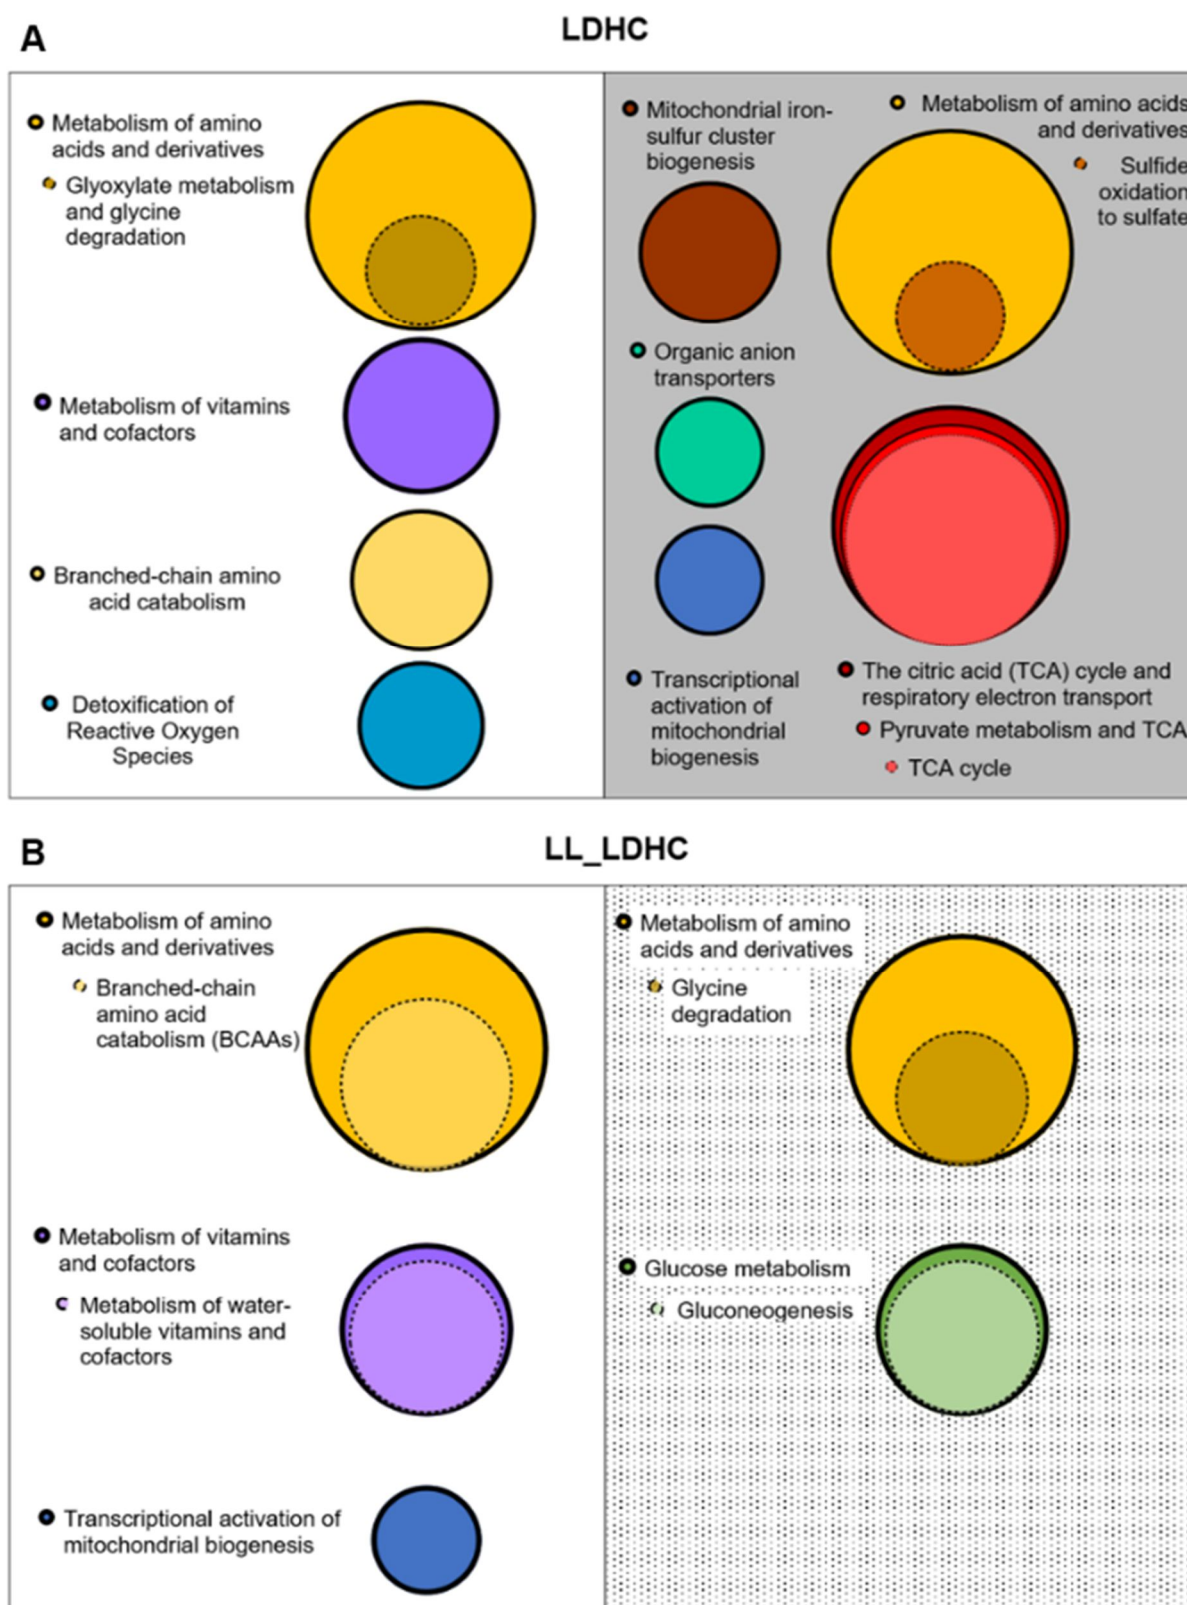 A
LDHC
Metabolism of amino
acids and derivatives
Glyoxylate metabolism
and glycine
degradation
Metabolism of vitamins
and cofactors
Branched-chain amino
acid catabolism
Detoxification of
Reactive Oxygen
Species
Mitochondrial iron-
sulfur cluster
biogenesis
Organic anion
transporters
Transcriptional
activation of
mitochondrial
biogenesis
Metabolism of amino acids
and derivatives
Sulfide
oxidation
to sulfate
The citric acid (TCA) cycle and
respiratory electron transport
Pyruvate metabolism and TCA
TCA cycle
B
LL_LDHC
Metabolism of amino
acids and derivatives
Branched-chain
amino acid
catabolism (BCAAs)
Metabolism of vitamins
and cofactors
Metabolism of water-
soluble vitamins and
cofactors
Transcriptional activation of
mitochondrial biogenesis
Metabolism of amino
acids and derivatives
Glycine
degradation
Glucose metabolism
Gluconeogenesis